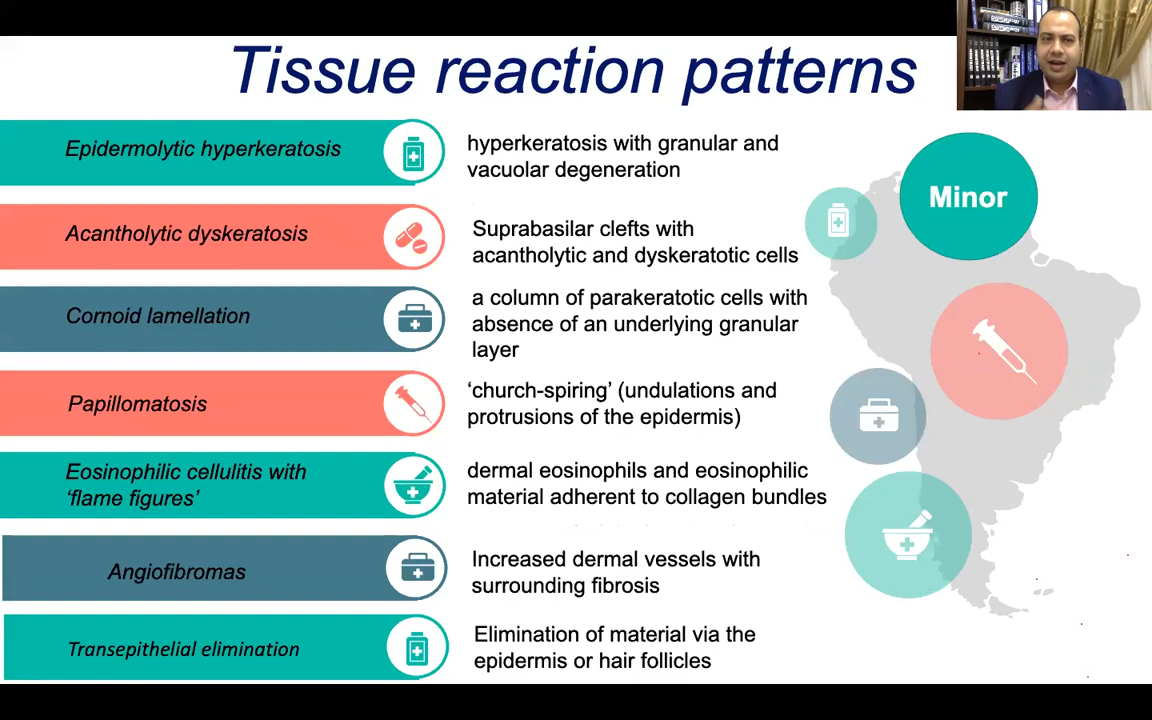 Tissue reaction patterns
Epidermolytic hyperkeratosis
hyperkeratosis with granular and
vacuolar degeneration
Minor
Acantholytic dyskeratosis
Suprabasilar clefts with
acantholytic and dyskeratotic cells
Cornoid lamellation
a column of parakeratotic cells with
absence of an underlying granular
layer
Papillomatosis
‘church-spiring’ (undulations and
protrusions of the epidermis)
Eosinophilic cellulitis with
‘flame figures’
dermal eosinophils and eosinophilic
material adherent to collagen bundles
Angiofibromas
Increased dermal vessels with
surrounding fibrosis
Transepithelial elimination
Elimination of material via the
epidermis or hair follicles